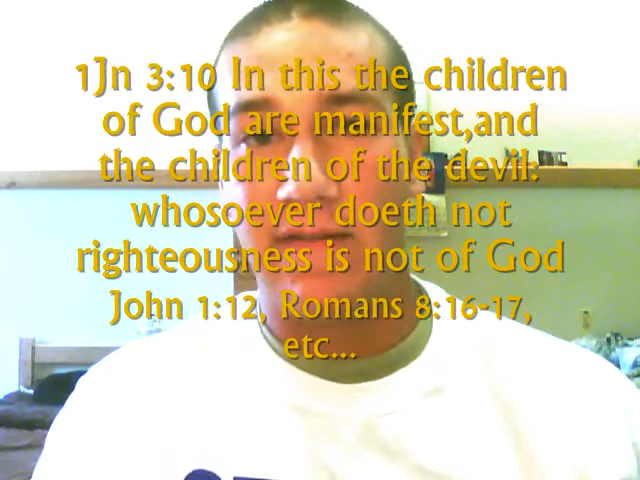 1Jn 3:10 In this the children
of God are manifest,and
the children of the devil:
whosoever doeth not
righteousness is not of God
John 1:12, Romans 8:16-17,
etc...